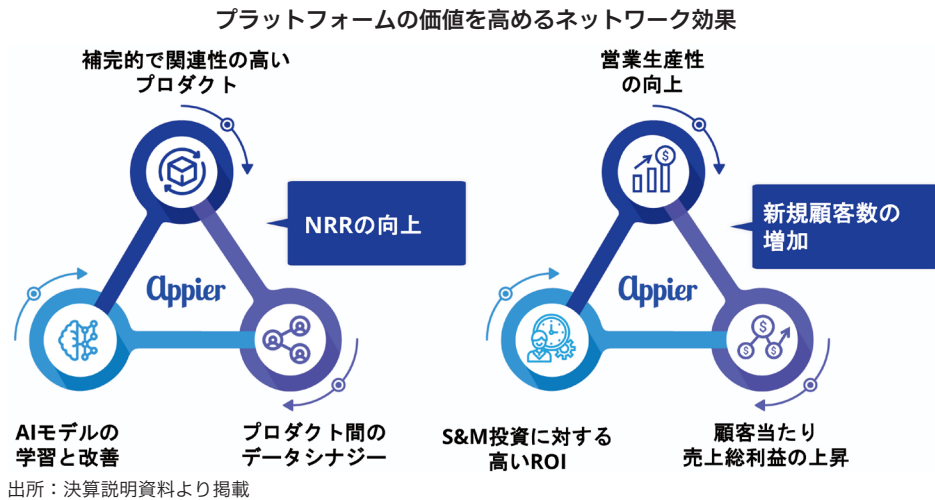 プラットフォームの価値を高めるネットワーク効果
補完的で関連性の高い
プロダクト
NRRの向上
Appier
AIモデルの
学習と改善
プロダクト間の
データシナジー
営業生産性
の向上
$
新規顧客数の
増加
Appier
S&M投資に対する
高いROI
$
$
$
顧客当たり
売上総利益の上昇
出所：決算説明資料より掲載